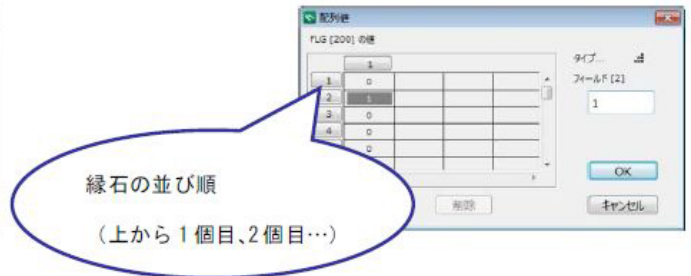 配列値
FLG [200] の値
タイプ...
フィールド [2]
1
1 0
1
2 1
3 0
4 0
0
OK
削除
キャンセル
縁石の並び順
（上から１個目、2個目…）